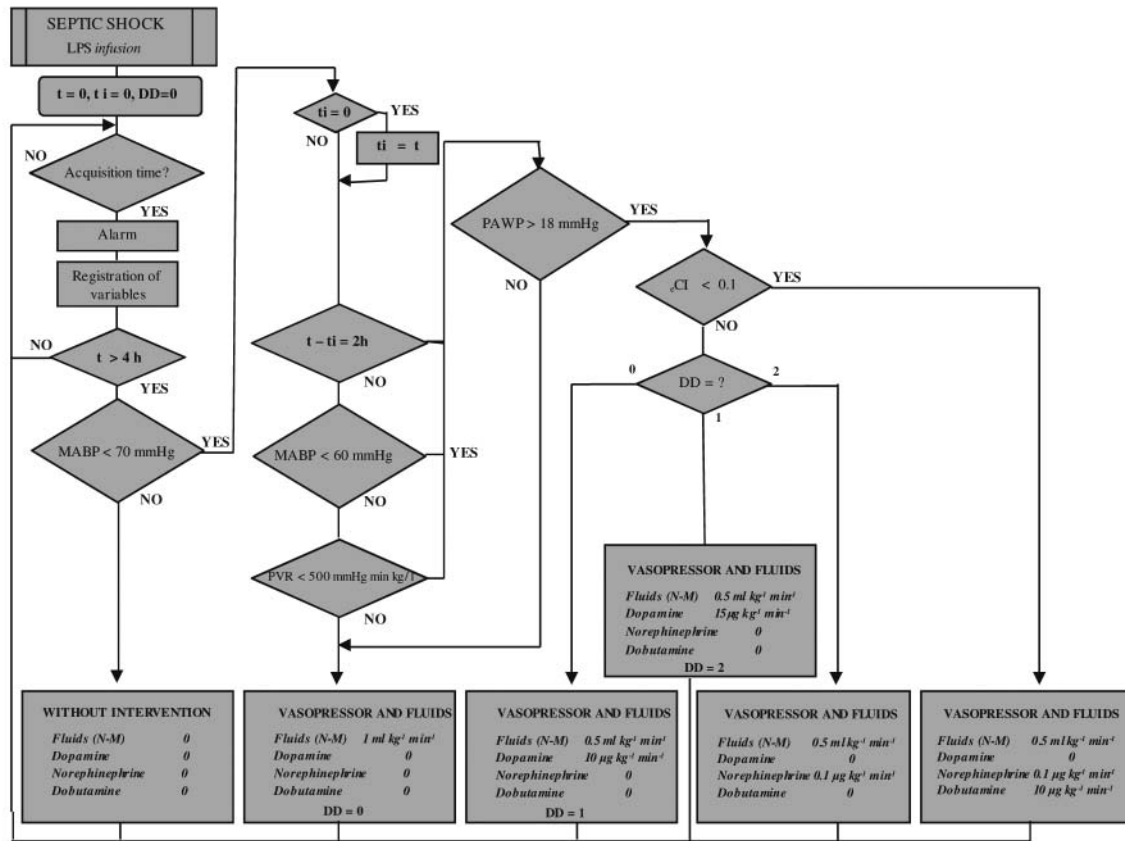 SEPTIC SHOCK
LPS infusion
t = 0, t i = 0, DD=0
NO
Acquisition time?
YES
Alarm
Registration of
variables
NO
t > 4 h
YES
MABP < 70 mmHg
YES
NO
ti = 0
YES
NO
ti = t
t – ti = 2h
NO
MABP < 60 mmHg
YES
NO
PVR < 500 mmHg min kg/l
NO
PAWP > 18 mmHg
YES
NO
cCI < 0.1
YES
NO
0
DD = ?
2
1
VASOPRESSOR AND FLUIDS
Fluids (N-M) 0.5 ml kg-1 min-1
Dopamine 15µg kg-1 min-1
Norephinephrine 0
Dobutamine 0
DD = 2
WITHOUT INTERVENTION
Fluids (N-M) 0
Dopamine 0
Norephinephrine 0
Dobutamine 0
VASOPRESSOR AND FLUIDS
Fluids (N-M) 1 ml kg-1 min-1
Dopamine 0
Norephinephrine 0
Dobutamine 0
DD = 0
VASOPRESSOR AND FLUIDS
Fluids (N-M) 0.5 ml kg-1 min-1
Dopamine 10 µg kg-1 min-1
Norephinephrine 0
Dobutamine 0
DD = 1
VASOPRESSOR AND FLUIDS
Fluids (N-M) 0.5 ml kg-1 min-1
Dopamine 0
Norephinephrine 0.1 µg kg-1 min-1
Dobutamine 0
VASOPRESSOR AND FLUIDS
Fluids (N-M) 0.5 ml kg-1 min-1
Dopamine 0
Norephinephrine 0.1 µg kg-1 min-1
Dobutamine 10 µg kg-1 min-1